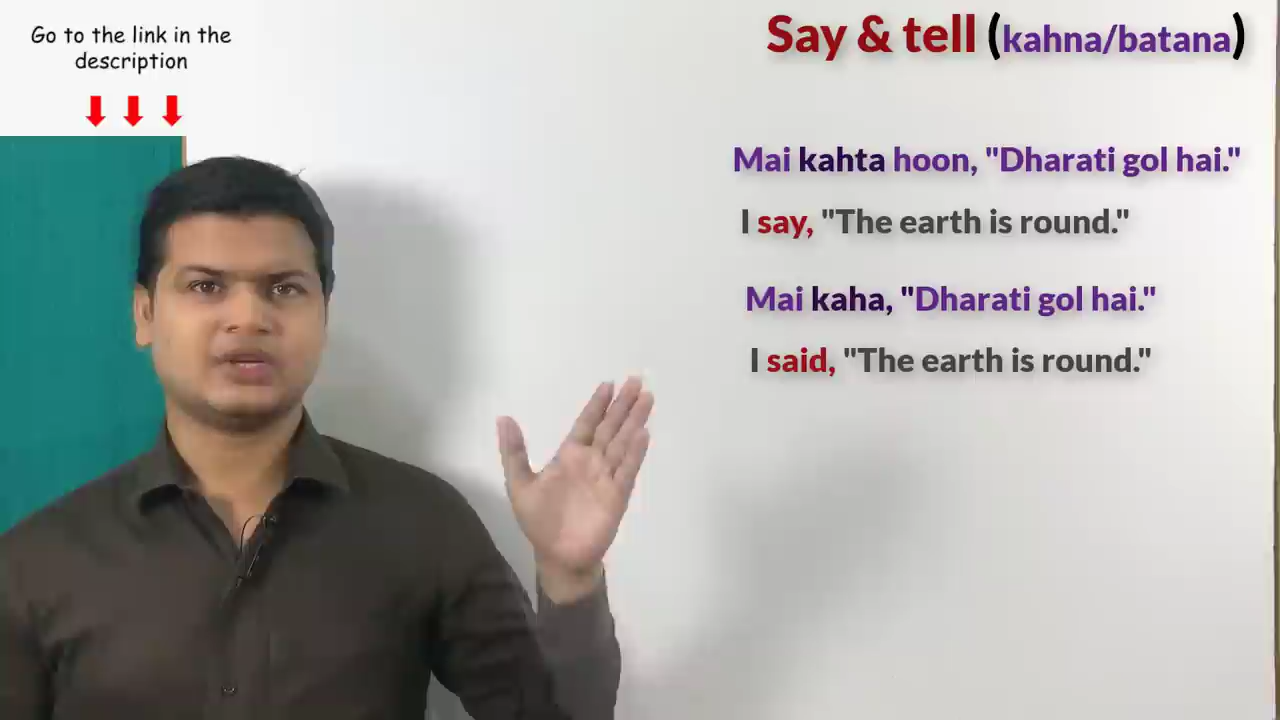 Go to the link in the
description
Say & tell (kahna/batana)
Mai kahta hoon, "Dharati gol hai."
I say, "The earth is round."
Mai kaha, "Dharati gol hai."
I said, "The earth is round."